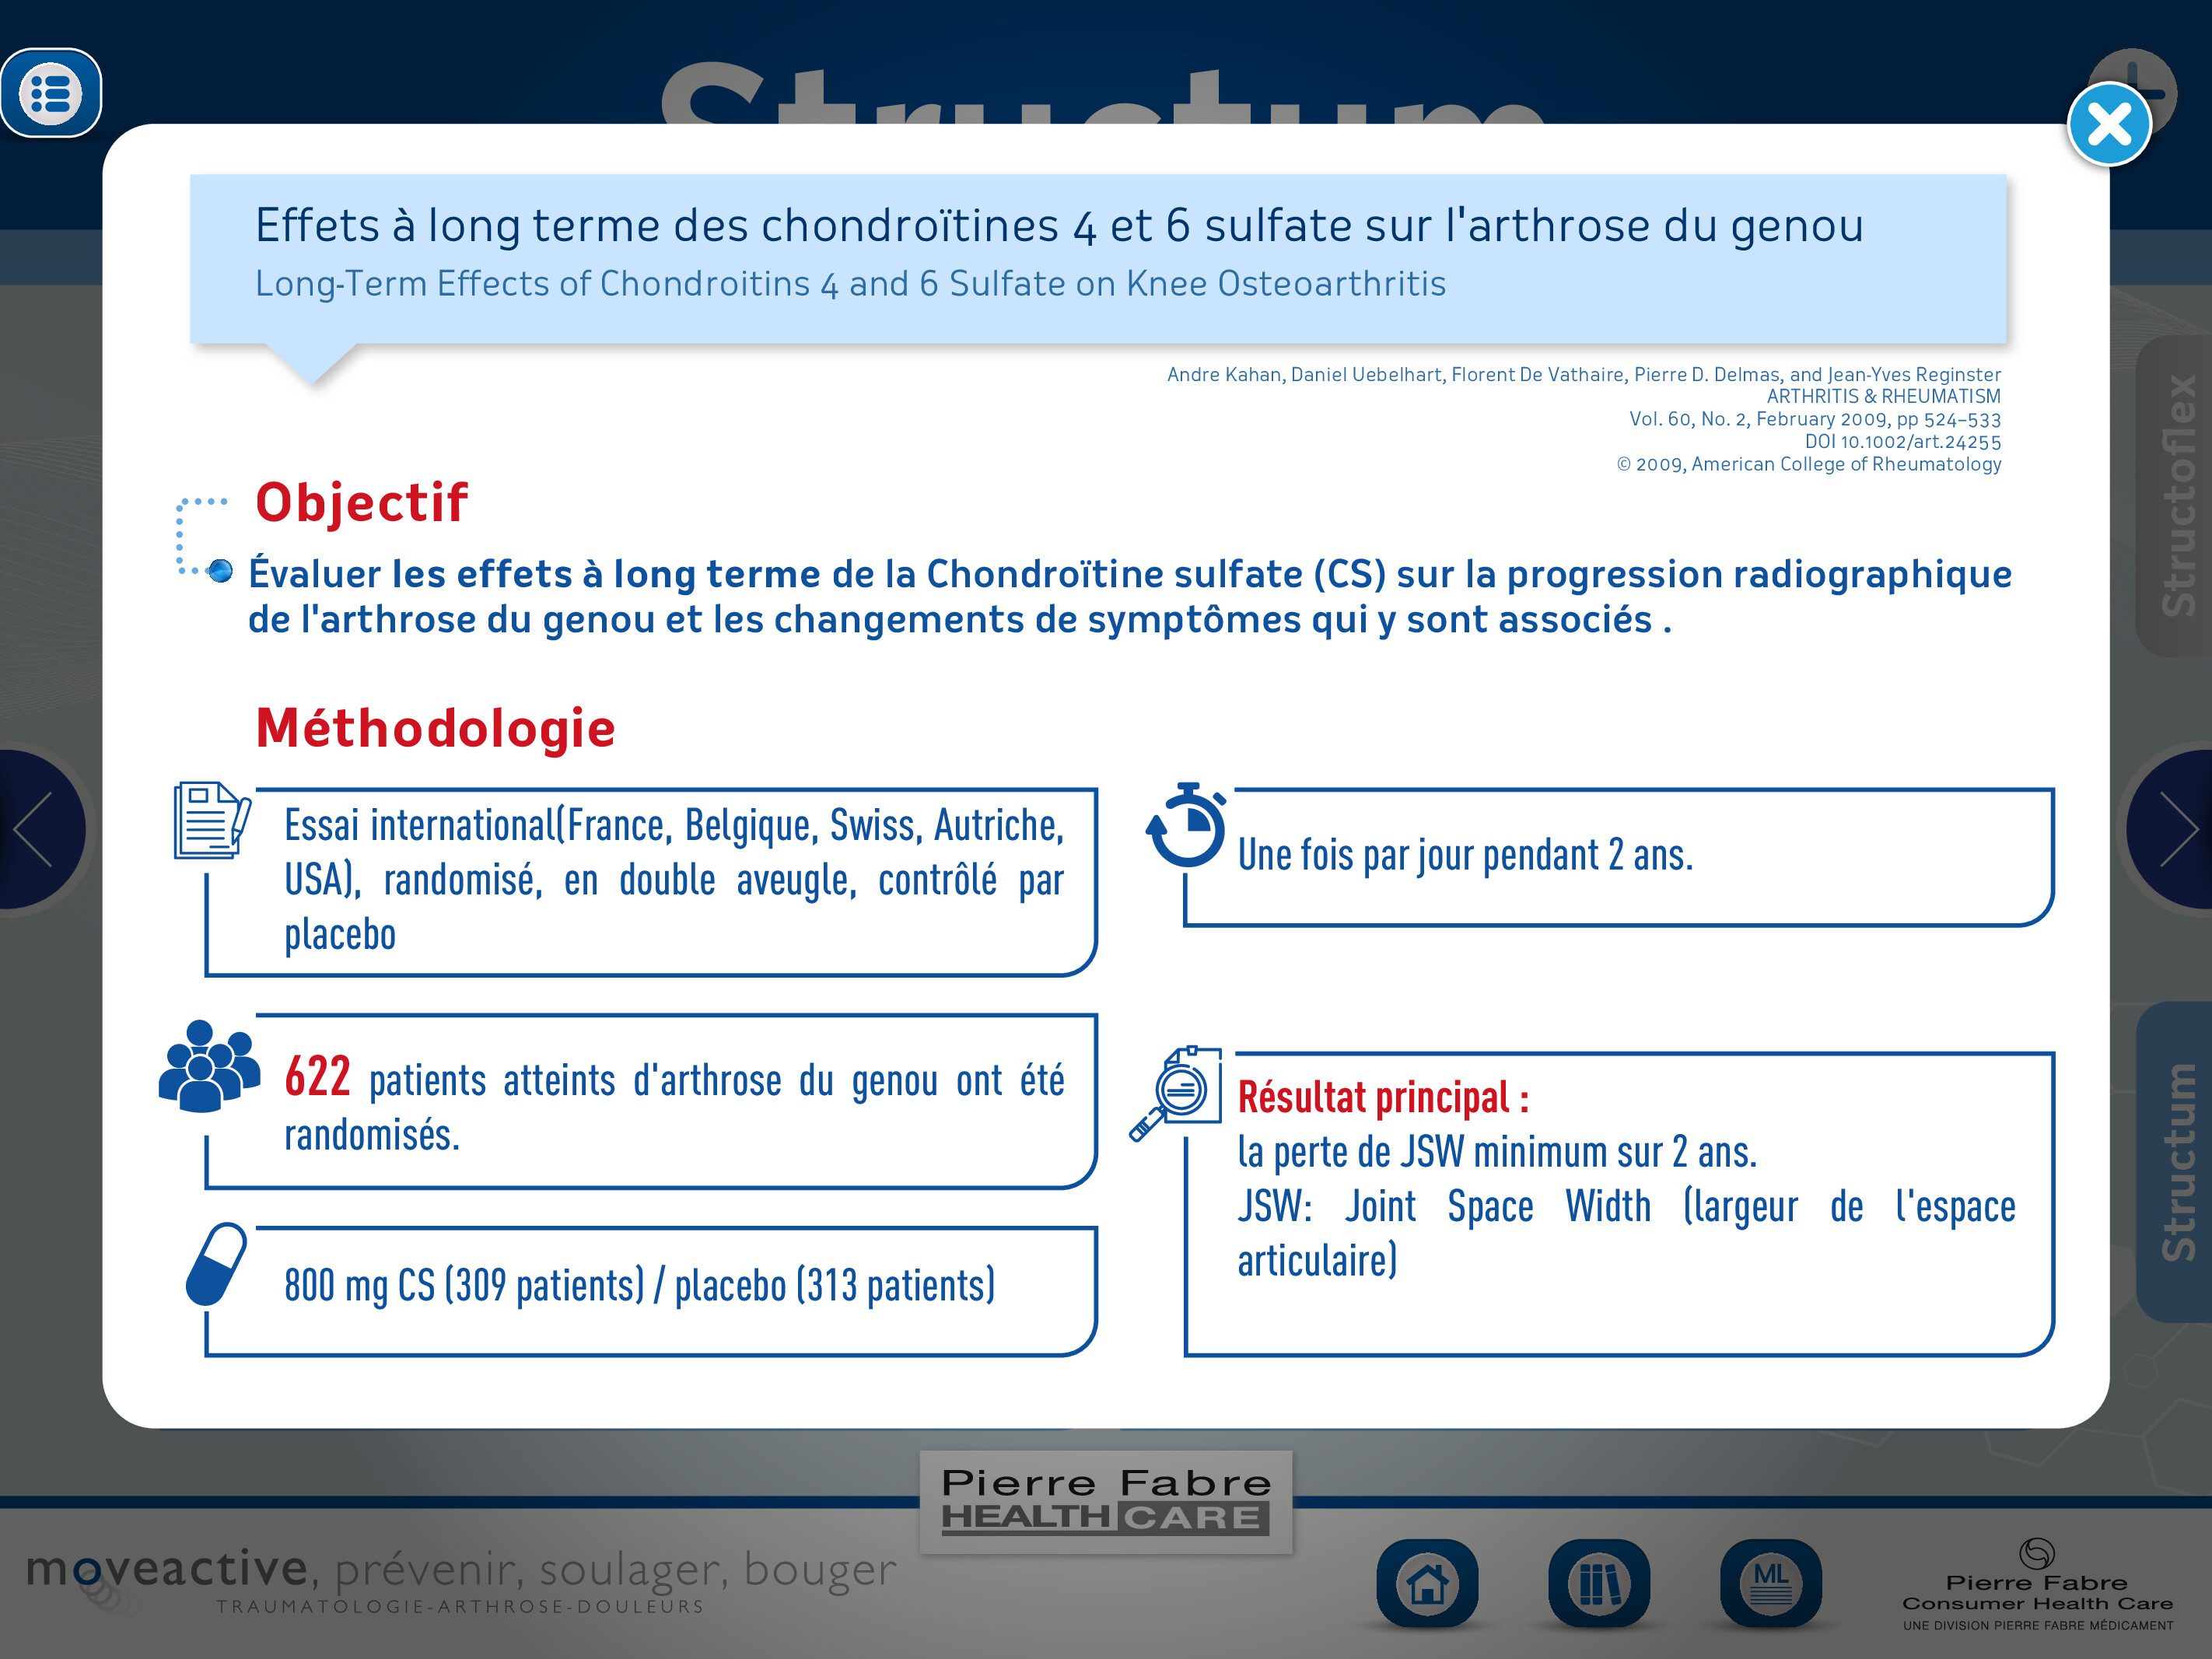 Structum
Effets à long terme des chondroïtines 4 et 6 sulfate sur l'arthrose du genou
Long-Term Effects of Chondroitins 4 and 6 Sulfate on Knee Osteoarthritis
Andre Kahan, Daniel Uebelhart, Florent De Vathaire, Pierre D. Delmas, and Jean-Yves Reginster
ARTHRITIS & RHEUMATISM
Vol. 60, No. 2, February 2009, pp 524–533
DOI 10.1002/art.24255
© 2009, American College of Rheumatology
Objectif
Évaluer les effets à long terme de la Chondroïtine sulfate (CS) sur la progression radiographique
de l'arthrose du genou et les changements de symptômes qui y sont associés .
Méthodologie
Essai international(France, Belgique, Swiss, Autriche,
USA), randomisé, en double aveugle, contrôlé par
placebo
622 patients atteints d'arthrose du genou ont été
randomisés.
800 mg CS (309 patients) / placebo (313 patients)
Une fois par jour pendant 2 ans.
Résultat principal :
la perte de JSW minimum sur 2 ans.
JSW: Joint Space Width (largeur de l'espace
articulaire)
Structoflex
Structum
Pierre Fabre
HEALTH CARE
moveactive, prévenir, soulager, bouger
TRAUMATOLOGIE-ARTHROSE-DOULEURS
ML
Pierre Fabre
Consumer Health Care
UNE DIVISION PIERRE FABRE MÉDICAMENT